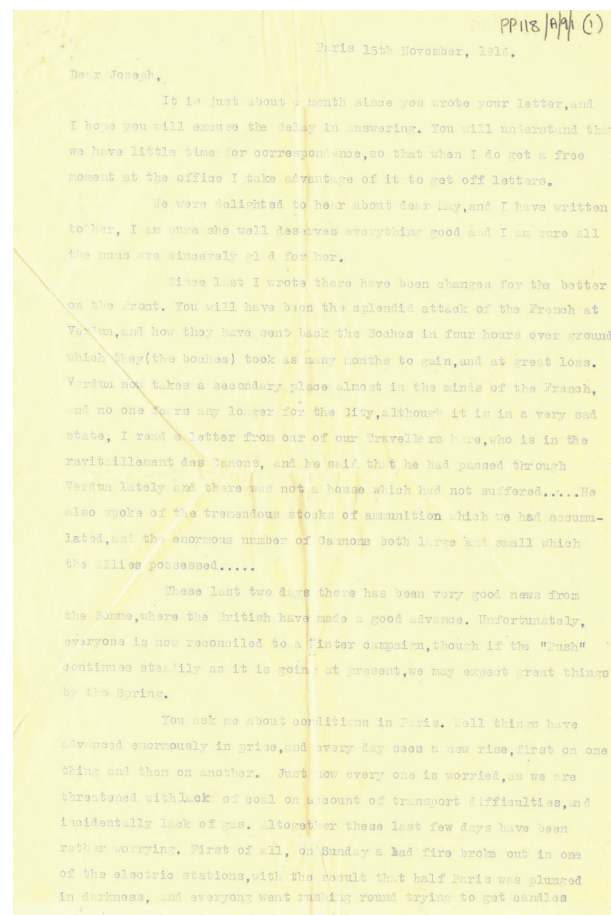 PP118/A/9/1 (1)
Paris 15th November, 1916.
Dear Joseph,
It is just about a month since you wrote your letter,and
I hope you will excuse the delay in answering. You will understand that
we have little time for correspondence,so that when I do get a free
moment at the office I take advantage of it to get off letters.
We were delighted to hear about dear May,and I have written
to her, I am sure she well deserves everything good and I am sure all
the nuns are sincerely gl d for her.
Since last I wrote there have been changes for the better
on the Front. You will have been the splendid attack of the French at
Verdun,and how they have sent back the Boches in four hours over ground
which they(the boches) took as many months to gain,and at great loss.
Verdun now takes a secondary place almost in the minds of the French,
and no one fears any longer for the City,although it is in a very sad
state, I read a letter from our of our Travellers here,who is in the
ravitaillement des Canons, and he said that he had passed through
Verdun lately and there was not a house which had not suffered.....He
also spoke of the tremendous stocks of ammunition which we had accumu-
lated,and the enormous number of Cannons both large and small which
the Allies possessed.....
These last two days there has been very good news from
the Somme,where the British have made a good advance. Unfortunately,
everyone is now reconciled to a Winter campaign,though if the "Push"
continues steadily as it is going at present,we may expect great things
by the Spring.
You ask me about conditions in Paris. Well things have
advanced enormously in price,and every day sees a new rise,first on one
thing and then on another. Just now every one is worried,as we are
threatened with lack of coal on account of transport difficulties,and
incidentally lack of gas. Altogether these last few days have been
rather worrying. First of all, on Sunday a bad fire broke out in one
of the electric stations,with the result that half Paris was plunged
in darkness, and everyong went rushing round trying to get candles